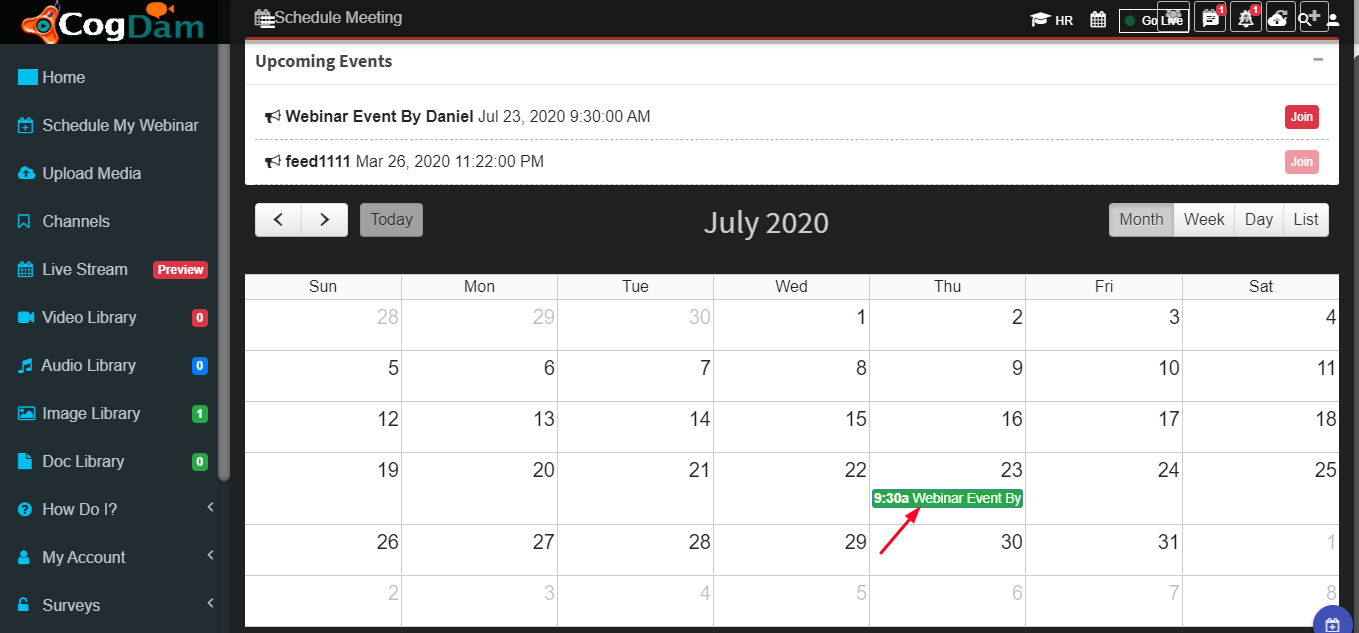 CogDam
Schedule Meeting
HR
Go Live
1
1
Home
Schedule My Webinar
Upload Media
Channels
Live Stream Preview
Video Library 0
Audio Library 0
Image Library 1
Doc Library 0
How Do I?
My Account
Surveys
Upcoming Events
Webinar Event By Daniel Jul 23, 2020 9:30:00 AM Join
feed1111 Mar 26, 2020 11:22:00 PM Join
Today July 2020 Month Week Day List
Sun Mon Tue Wed Thu Fri Sat
28 29 30 1 2 3 4
5 6 7 8 9 10 11
12 13 14 15 16 17 18
19 20 21 22 23 24 25
9:30a Webinar Event By
26 27 28 29 30 31 1
2 3 4 5 6 7 8